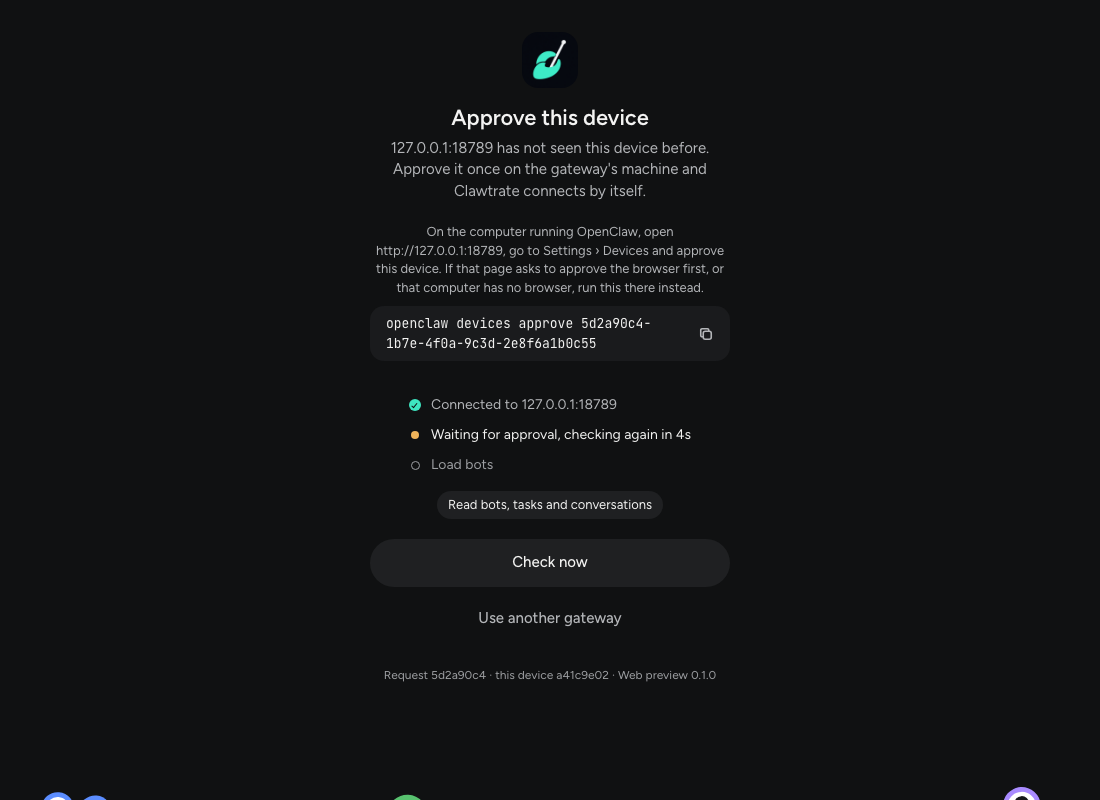 Approve this device
127.0.0.1:18789 has not seen this device before.
Approve it once on the gateway's machine and
Clawtrate connects by itself.
On the computer running OpenClaw, open
http://127.0.0.1:18789, go to Settings › Devices and approve
this device. If that page asks to approve the browser first, or
that computer has no browser, run this there instead.
openclaw devices approve 5d2a90c4-
1b7e-4f0a-9c3d-2e8f6a1b0c55
Connected to 127.0.0.1:18789
Waiting for approval, checking again in 4s
Load bots
Read bots, tasks and conversations
Check now
Use another gateway
Request 5d2a90c4 · this device a41c9e02 · Web preview 0.1.0